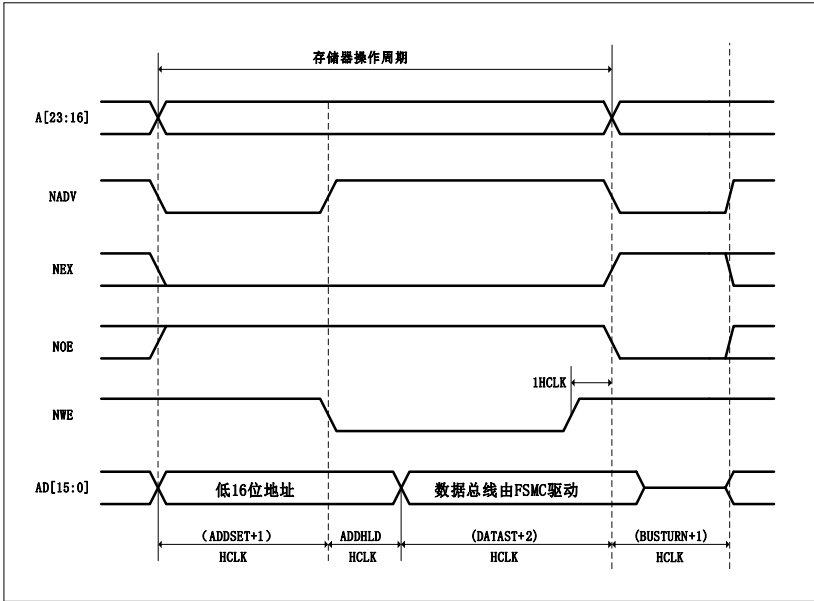 存储器操作周期
A[23:16]
NADV
NEX
NOE
1HCLK
NWE
AD[15:0]
低16位地址
数据总线由FSMC驱动
(ADDSET+1)
ADDHLD
(DATAST+2)
(BUSTURN+1)
HCLK
HCLK
HCLK
HCLK